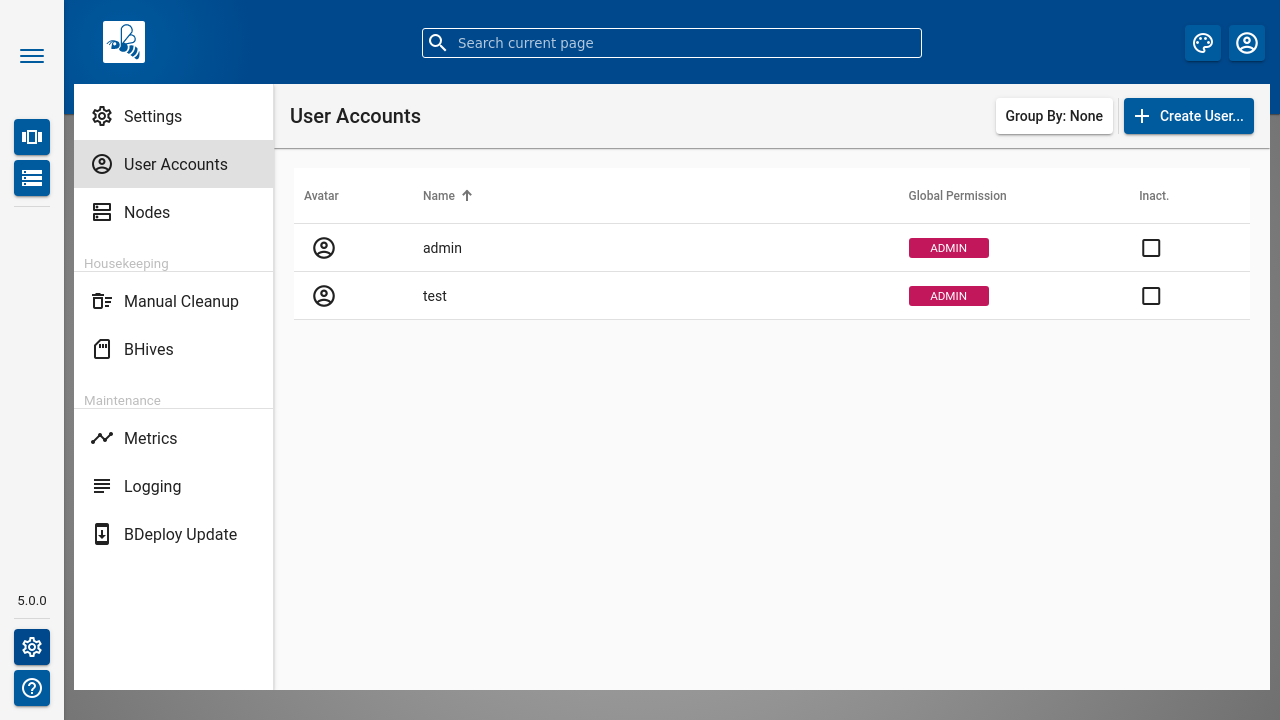 Search current page
Settings
User Accounts
Nodes
Housekeeping
Manual Cleanup
BHives
Maintenance
Metrics
Logging
BDeploy Update
5.0.0
User Accounts
Group By: None
Create User...
Avatar Name Global Permission Inact.
admin ADMIN
test ADMIN